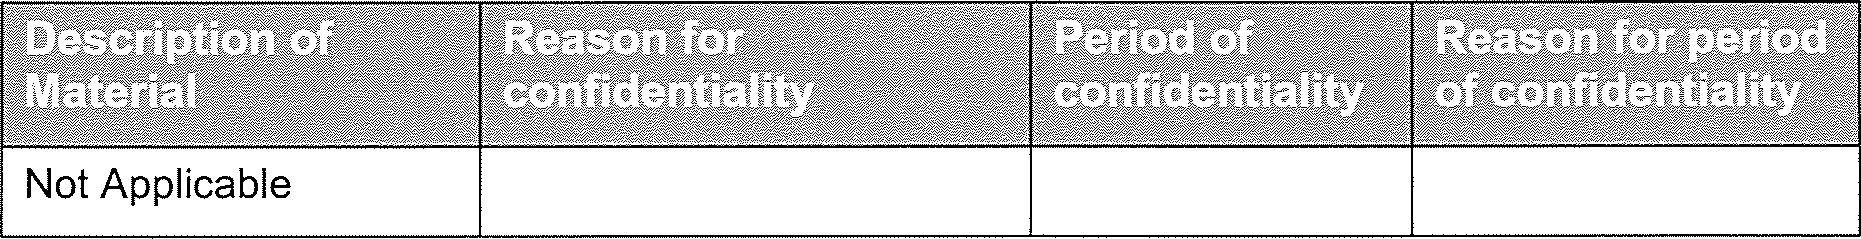 Description of
Material
Reason for
confidentiality
Period of
confidentiality
Reason for period
of confidentiality
Not Applicable